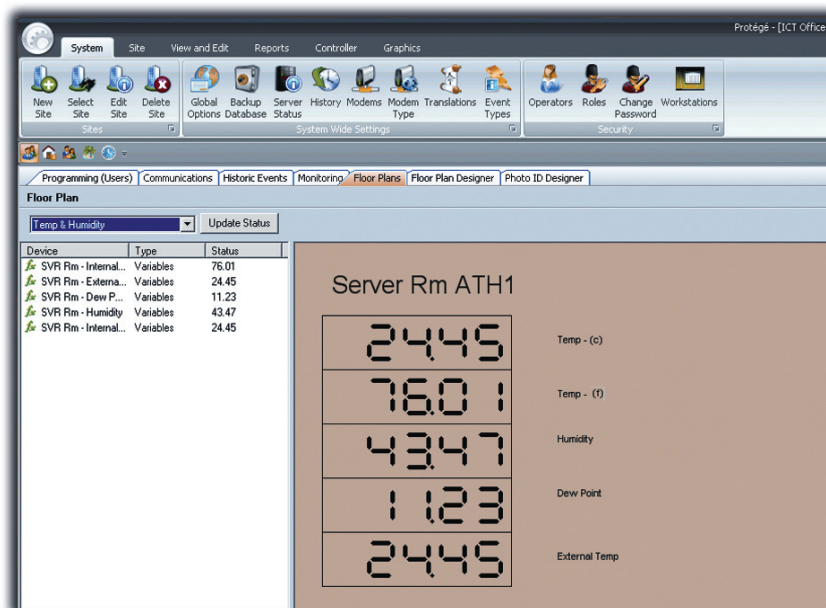 Protégé - [ICT Office
System Site View and Edit Reports Controller Graphics
New Site
Select Site
Edit Site
Delete Site
Global Options
Backup Database
Server Status
History
Modems
Modem Type
Translations
Event Types
Operators
Roles
Change Password
Workstations
Sites
System Wide Settings
Security
Programming (Users) Communications Historic Events Monitoring Floor Plans Floor Plan Designer Photo ID Designer
Floor Plan
Temp & Humidity Update Status
Device Type Status
SVR Rm - Internal... Variables 76.01
SVR Rm - Externa... Variables 24.45
SVR Rm - Dew P... Variables 11.23
SVR Rm - Humidity Variables 43.47
SVR Rm - Internal... Variables 24.45
Server Rm ATH1
24.45 Temp - (c)
76.01 Temp - (f)
43.47 Humidity
11.23 Dew Point
24.45 External Temp